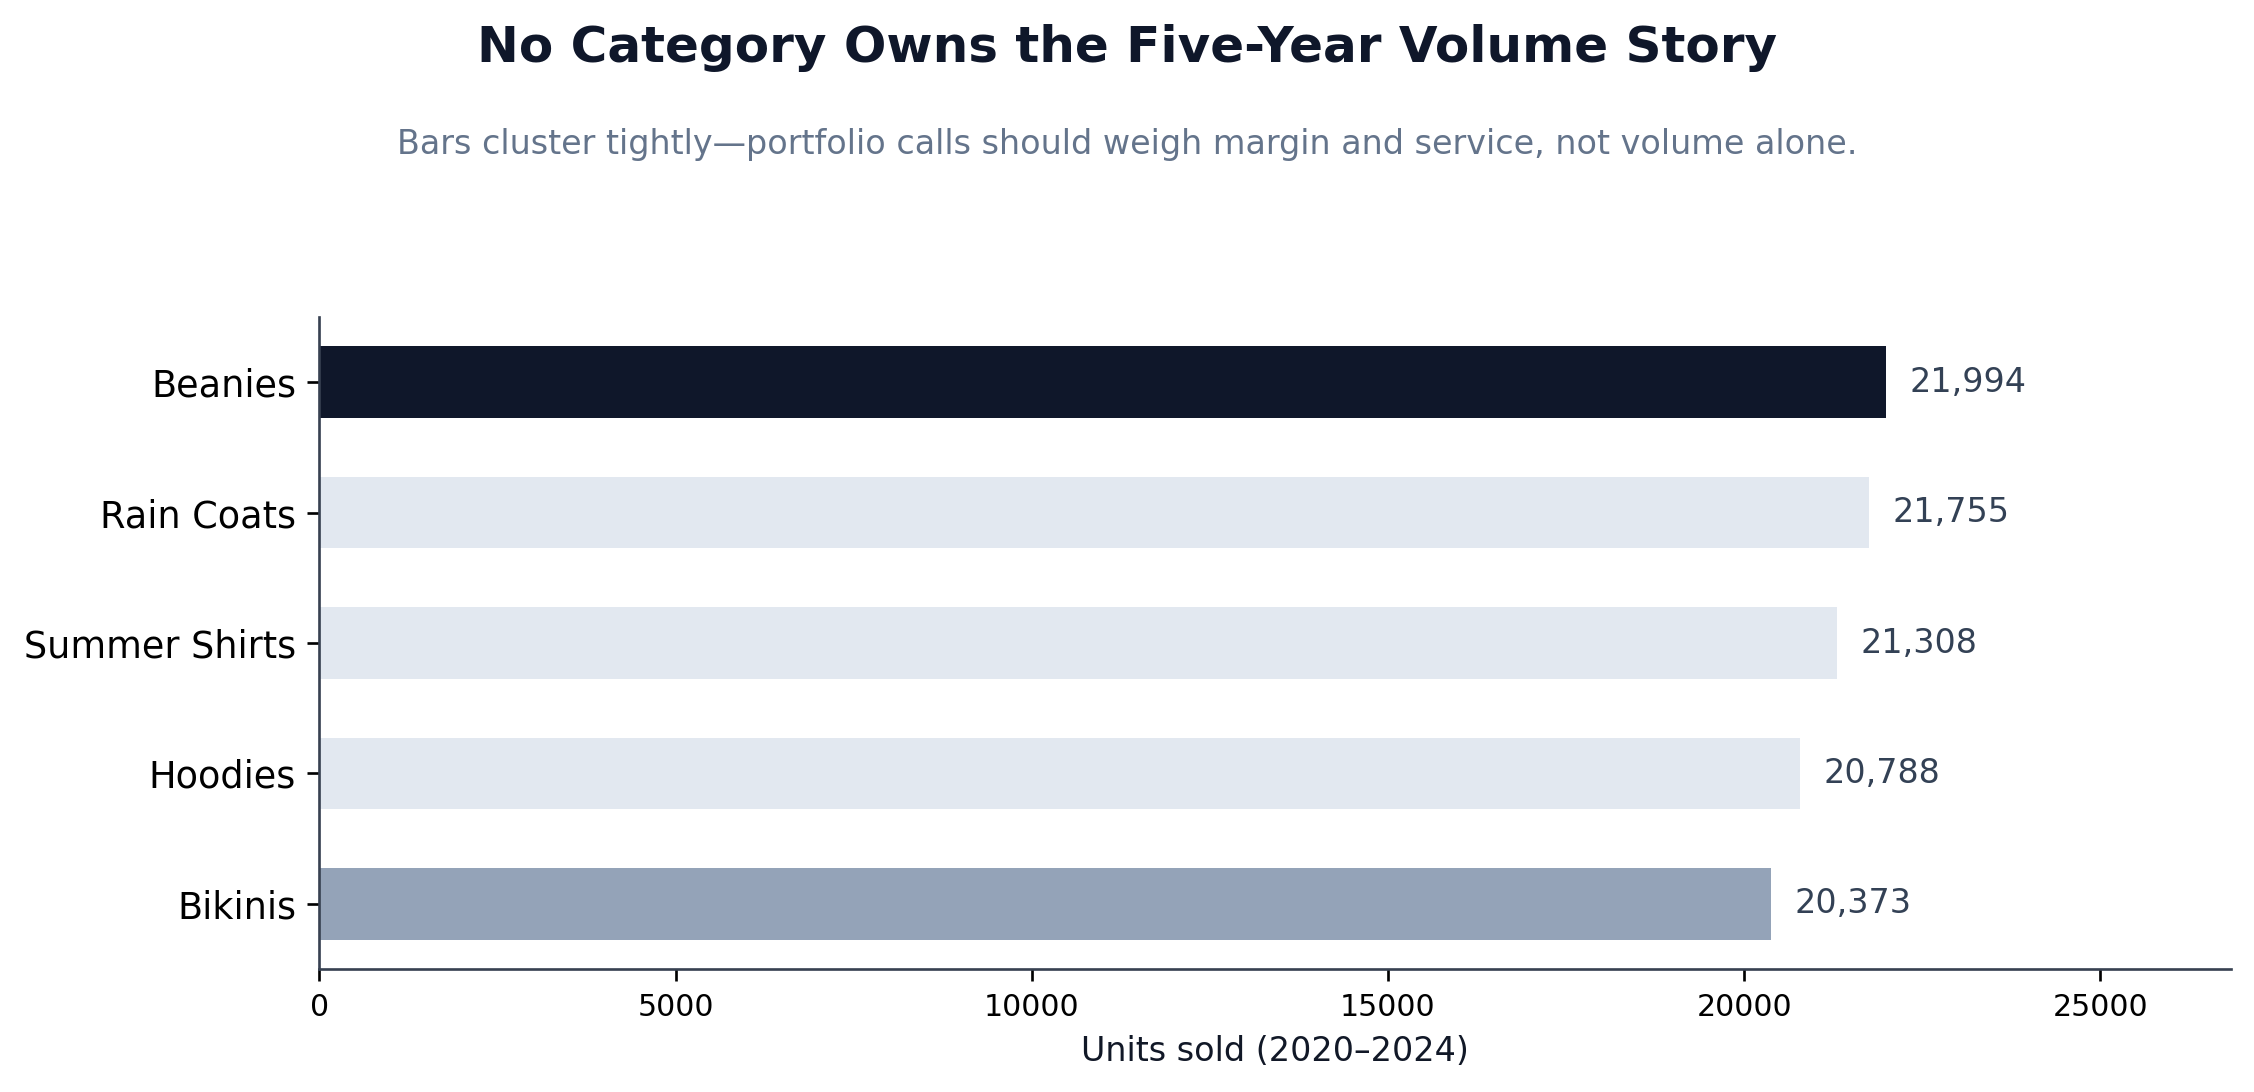 No Category Owns the Five-Year Volume Story
Bars cluster tightly—portfolio calls should weigh margin and service, not volume alone.
Beanies 21,994
Rain Coats 21,755
Summer Shirts 21,308
Hoodies 20,788
Bikinis 20,373
0 5000 10000 15000 20000 25000
Units sold (2020–2024)